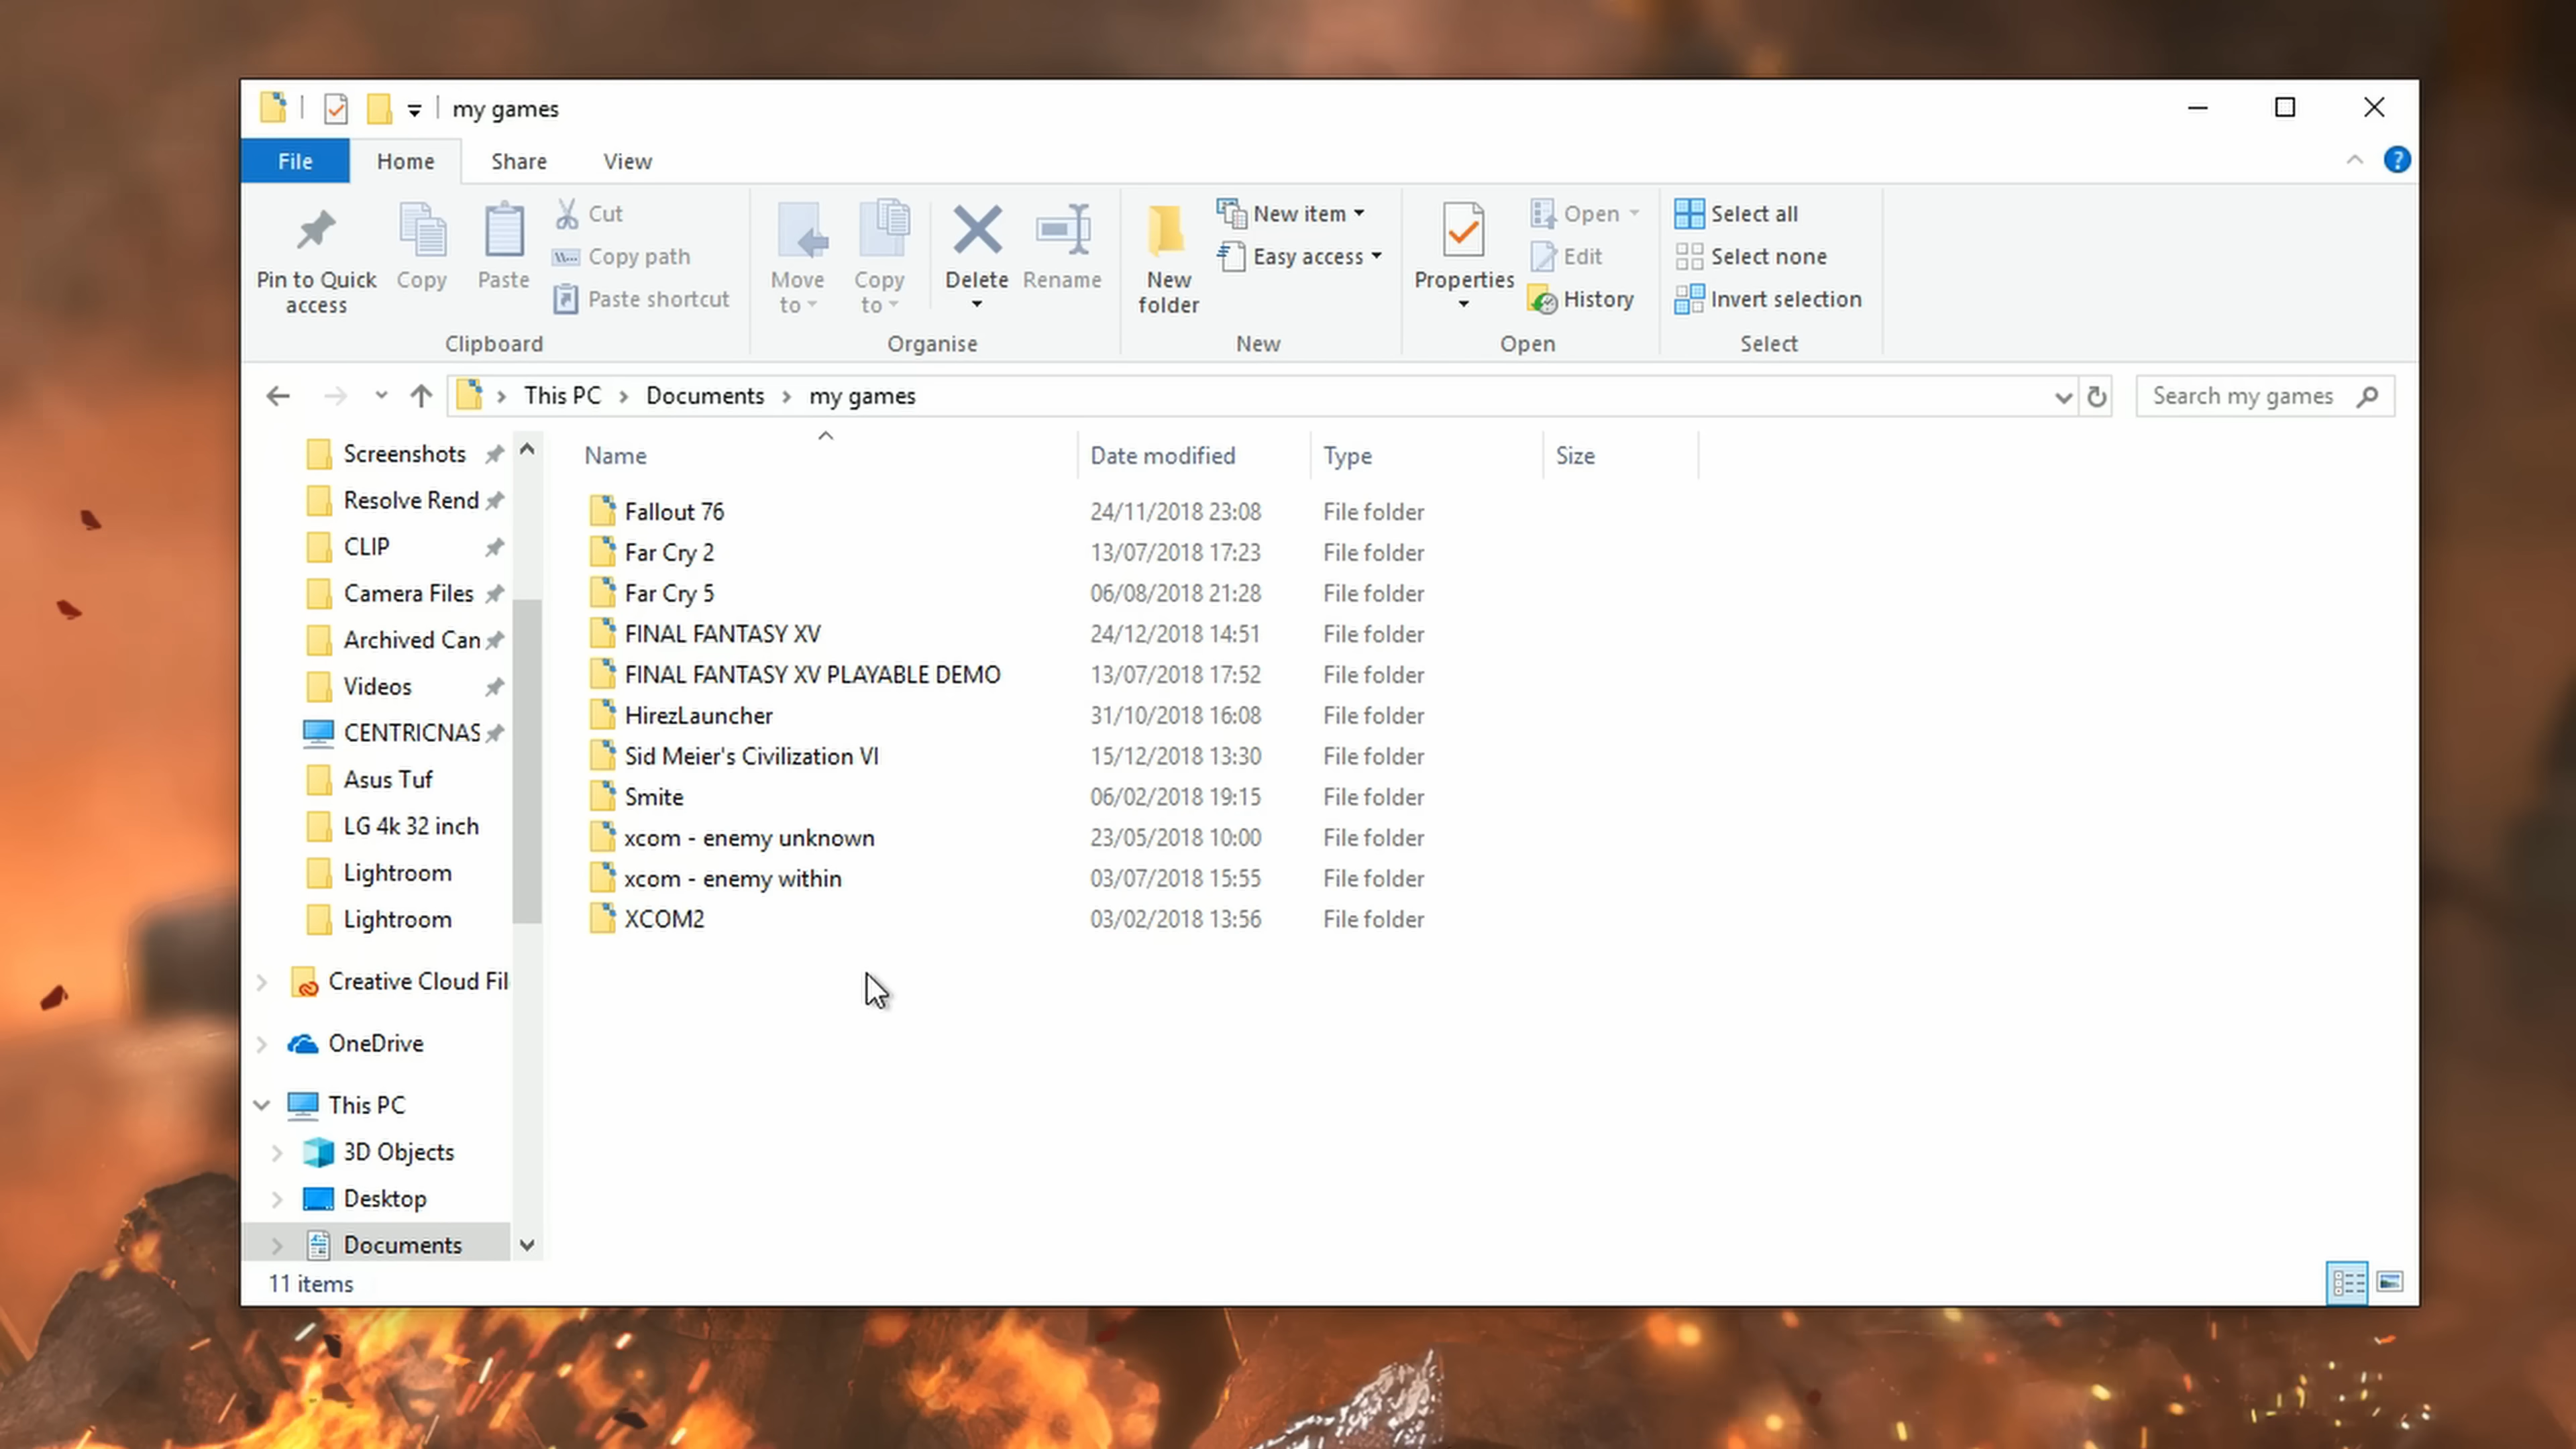 my games
File Home Share View
Pin to Quick access
Copy
Paste
Cut
Copy path
Paste shortcut
Clipboard
Move to
Copy to
Delete
Rename
Organise
New folder
New item
Easy access
New
Properties
Open
Edit
History
Open
Select all
Select none
Invert selection
Select
This PC Documents my games
Search my games
Screenshots
Resolve Rend
CLIP
Camera Files
Archived Can
Videos
CENTRICNAS
Asus Tuf
LG 4k 32 inch
Lightroom
Lightroom
Creative Cloud Fil
OneDrive
This PC
3D Objects
Desktop
Documents
Name Date modified Type Size
Fallout 76 24/11/2018 23:08 File folder
Far Cry 2 13/07/2018 17:23 File folder
Far Cry 5 06/08/2018 21:28 File folder
FINAL FANTASY XV 24/12/2018 14:51 File folder
FINAL FANTASY XV PLAYABLE DEMO 13/07/2018 17:52 File folder
HirezLauncher 31/10/2018 16:08 File folder
Sid Meier's Civilization VI 15/12/2018 13:30 File folder
Smite 06/02/2018 19:15 File folder
xcom - enemy unknown 23/05/2018 10:00 File folder
xcom - enemy within 03/07/2018 15:55 File folder
XCOM2 03/02/2018 13:56 File folder
11 items